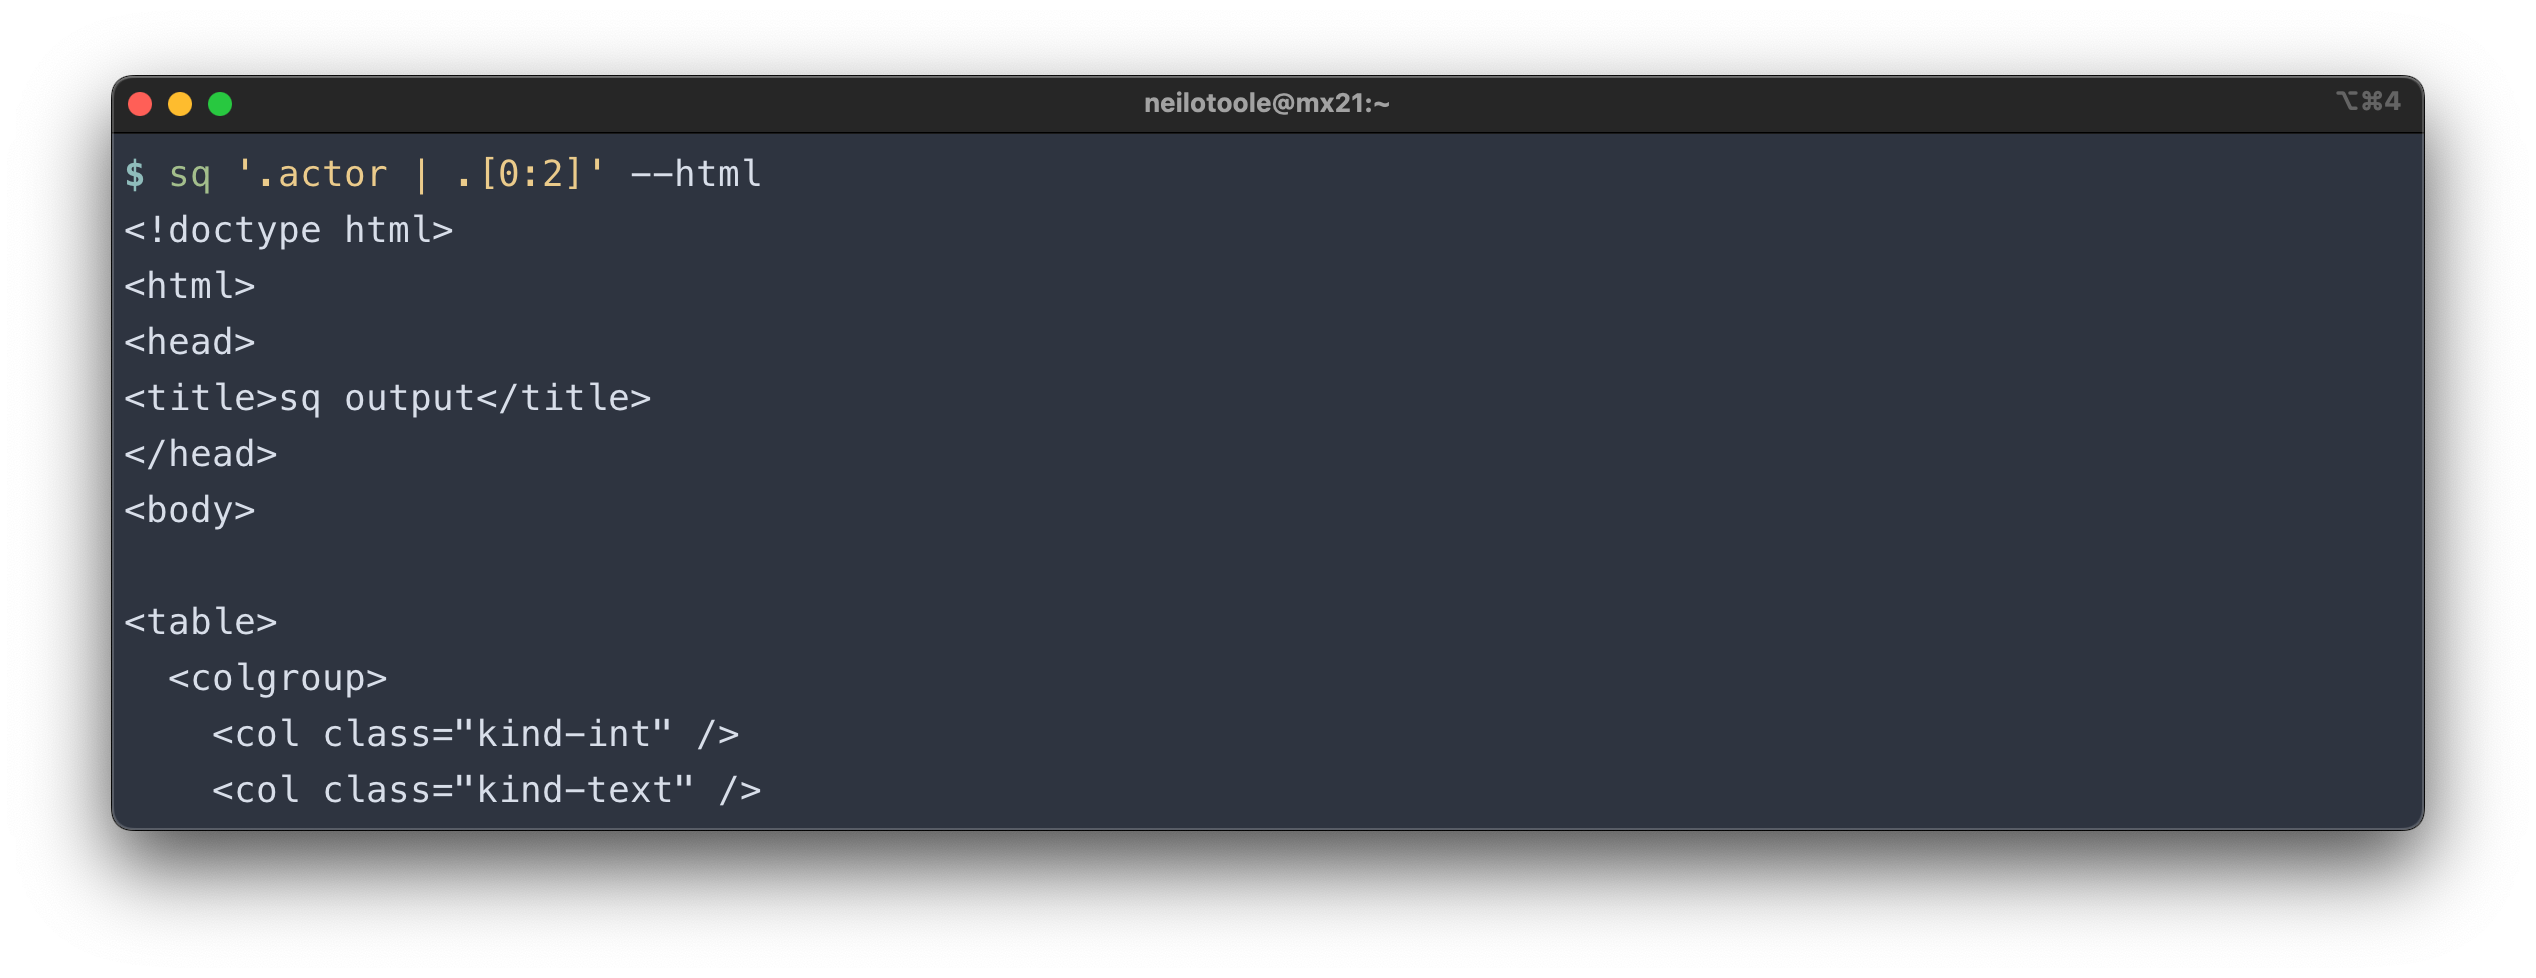 neilotoole@mx21:~
⌥⌘4
$ sq '.actor | .[0:2]' --html
<!doctype html>
<html>
<head>
<title>sq output</title>
</head>
<body>
<table>
  <colgroup>
    <col class="kind-int" />
    <col class="kind-text" />